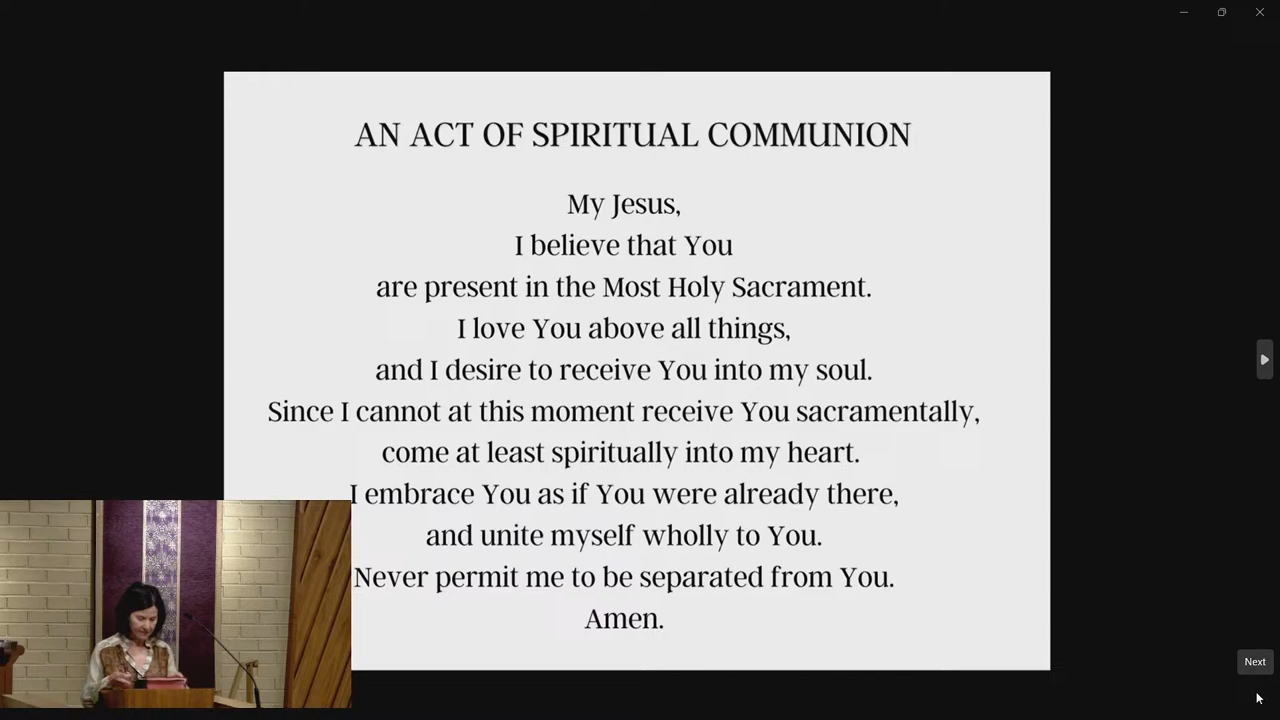 AN ACT OF SPIRITUAL COMMUNION
My Jesus,
I believe that You
are present in the Most Holy Sacrament.
I love You above all things,
and I desire to receive You into my soul.
Since I cannot at this moment receive You sacramentally,
come at least spiritually into my heart.
I embrace You as if You were already there,
and unite myself wholly to You.
Never permit me to be separated from You.
Amen.
Next